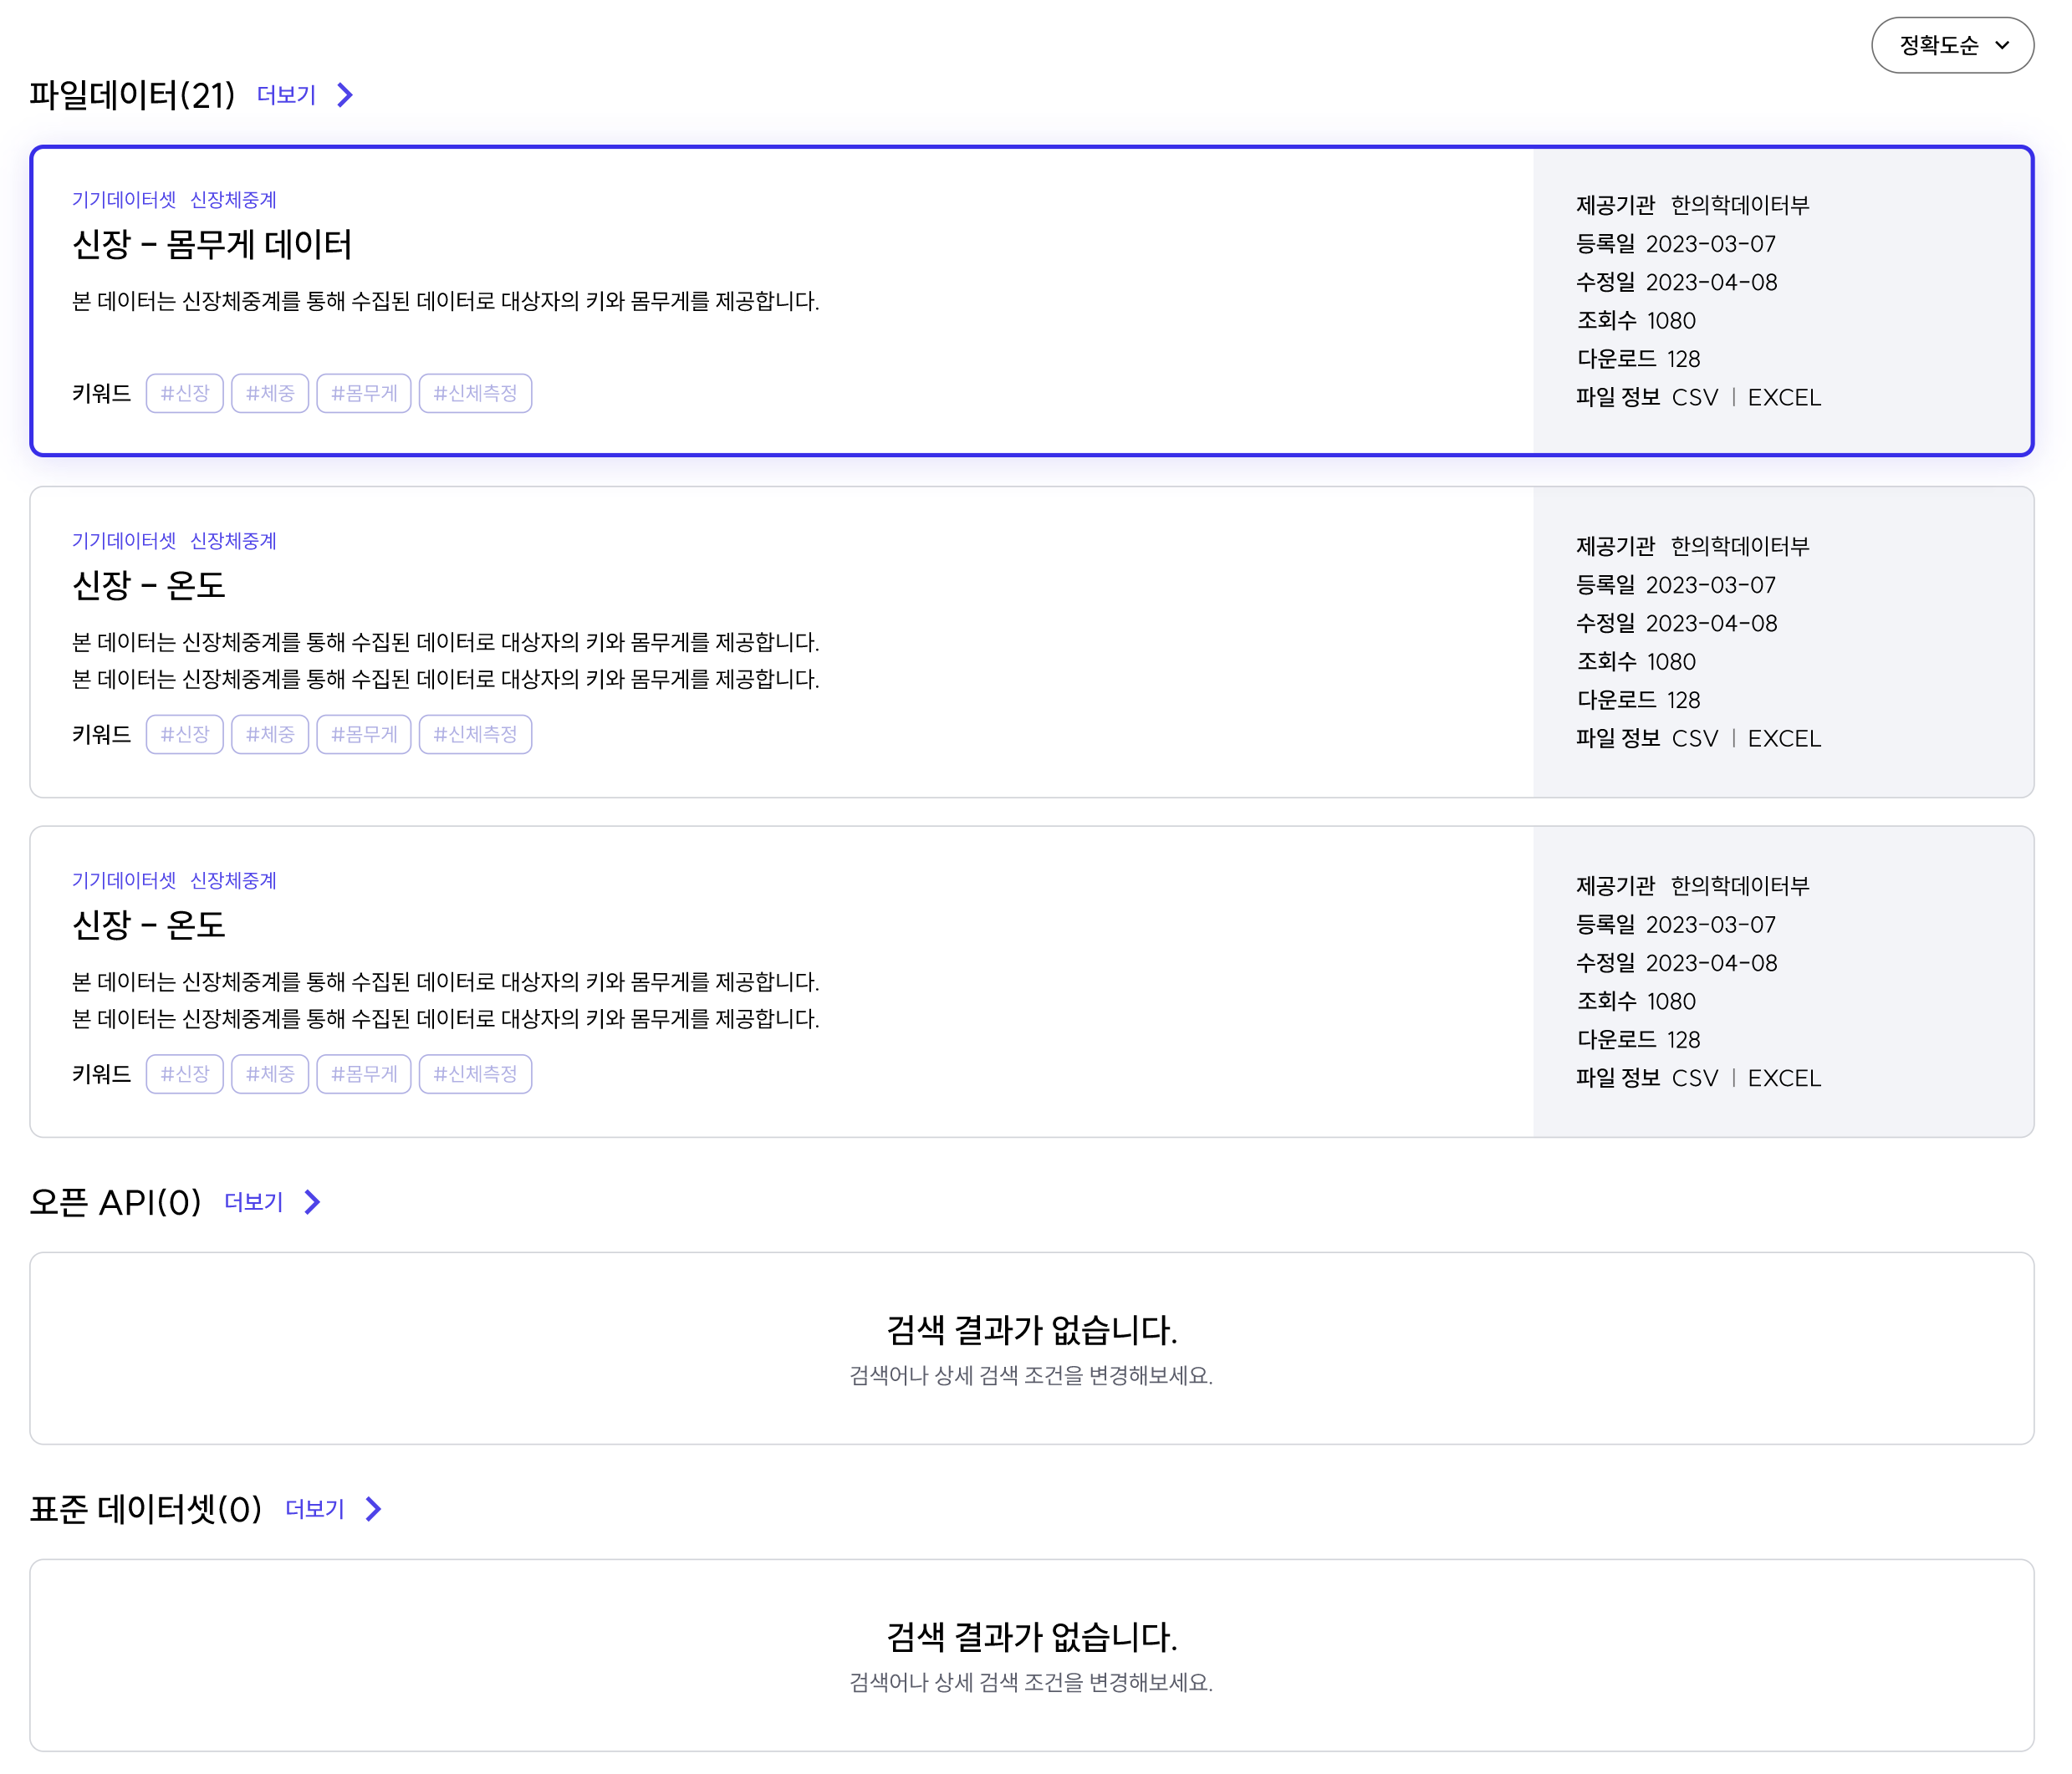 정확도순
파일데이터(21) 더보기
기기데이터셋 신장체중계
신장 - 몸무게 데이터
본 데이터는 신장체중계를 통해 수집된 데이터로 대상자의 키와 몸무게를 제공합니다.
키워드 #신장 #체중 #몸무게 #신체측정
제공기관 한의학데이터부
등록일 2023-03-07
수정일 2023-04-08
조회수 1080
다운로드 128
파일 정보 CSV | EXCEL
기기데이터셋 신장체중계
신장 - 온도
본 데이터는 신장체중계를 통해 수집된 데이터로 대상자의 키와 몸무게를 제공합니다.
본 데이터는 신장체중계를 통해 수집된 데이터로 대상자의 키와 몸무게를 제공합니다.
키워드 #신장 #체중 #몸무게 #신체측정
제공기관 한의학데이터부
등록일 2023-03-07
수정일 2023-04-08
조회수 1080
다운로드 128
파일 정보 CSV | EXCEL
기기데이터셋 신장체중계
신장 - 온도
본 데이터는 신장체중계를 통해 수집된 데이터로 대상자의 키와 몸무게를 제공합니다.
본 데이터는 신장체중계를 통해 수집된 데이터로 대상자의 키와 몸무게를 제공합니다.
키워드 #신장 #체중 #몸무게 #신체측정
제공기관 한의학데이터부
등록일 2023-03-07
수정일 2023-04-08
조회수 1080
다운로드 128
파일 정보 CSV | EXCEL
오픈 API(0) 더보기
검색 결과가 없습니다.
검색어나 상세 검색 조건을 변경해보세요.
표준 데이터셋(0) 더보기
검색 결과가 없습니다.
검색어나 상세 검색 조건을 변경해보세요.